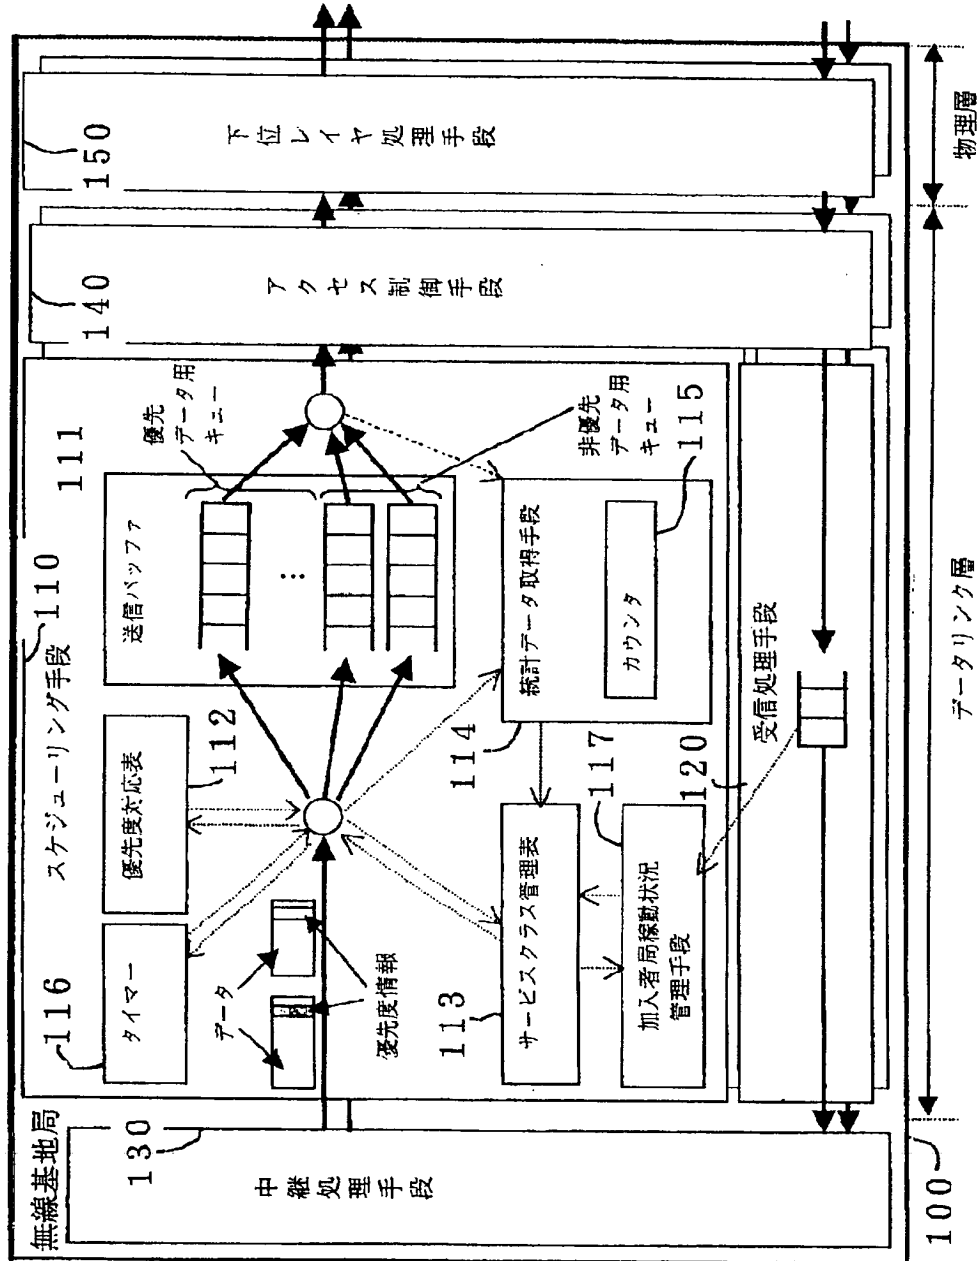 無線基地局
100
中継処理手段
130
スケジューリング手段
110
タイマー
116
優先度対応表
112
送信バッファ
111
優先
データ用
キュー
非優先
データ用
キュー
データ
優先度情報
サービスクラス管理表
113
統計データ取得手段
114
カウンタ
115
加入者局稼動状況
管理手段
117
受信処理手段
120
アクセス制御手段
140
下位レイヤ処理手段
150
データリンク層
物理層